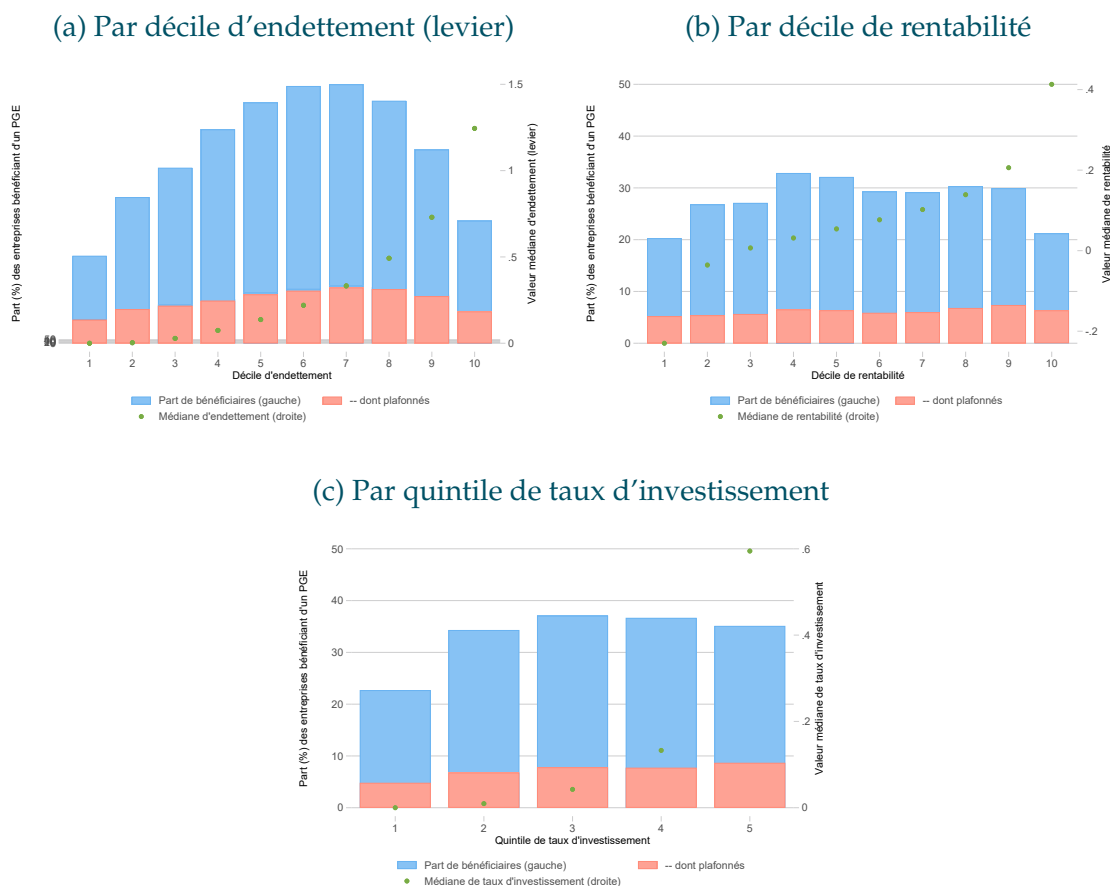 (a) Par décile d'endettement (levier)
Part (%) des entreprises bénéficiant d'un PGE
1.5
1
.5
0
Valeur médiane d'endettement (levier)
1 2 3 4 5 6 7 8 9 10
Décile d'endettement
Part de bénéficiaires (gauche) -- dont plafonnés
Médiane d'endettement (droite)
(b) Par décile de rentabilité
Part (%) des entreprises bénéficiant d'un PGE
50
40
30
20
10
0
.4
.2
0
-.2
Valeur médiane de rentabilité
1 2 3 4 5 6 7 8 9 10
Décile de rentabilité
Part de bénéficiaires (gauche) -- dont plafonnés
Médiane de rentabilité (droite)
(c) Par quintile de taux d'investissement
Part (%) des entreprises bénéficiant d'un PGE
50
40
30
20
10
0
.6
.4
.2
0
Valeur médiane de taux d'investissement
1 2 3 4 5
Quintile de taux d'investissement
Part de bénéficiaires (gauche) -- dont plafonnés
Médiane de taux d'investissement (droite)